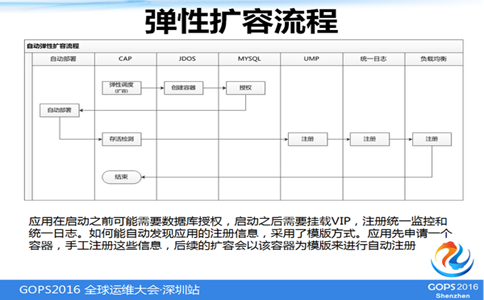 弹性扩容流程
自动弹性扩容流程
自动部署 CAP JDOS MYSQL UMP 统一日志 负载均衡
弹性调度
(扩容)
创建容器
授权
自动部署
存活检测
注册
注册
注册
结束
应用在启动之前可能需要数据库授权，启动之后需要挂载VIP，注册统一监控和
统一日志。如何能自动发现应用的注册信息，采用了模版方式。应用先申请一个
容器，手工注册这些信息，后续的扩容会以该容器为模版来进行自动注册
GOPS2016 全球运维大会·深圳站
GOPS2016
Shenzhen